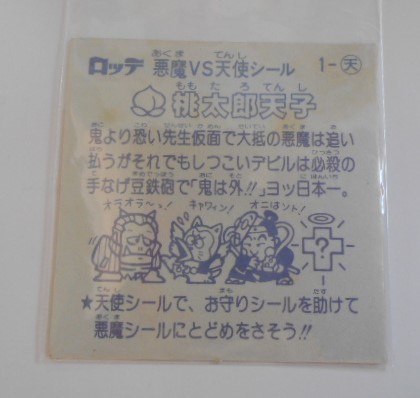 ロッテ 悪魔VS天使シール 1-天
桃太郎天子
鬼より恐い先生仮面で大抵の悪魔は追い
払うがそれでもしつこいデビルは必殺の
手なげ豆鉄砲で「鬼は外!!」ヨッ日本一。
オラオラ〜っ! キャワィン! オニはソト!
?
★天使シールで、お守りシールを助けて
悪魔シールにとどめをさそう!!